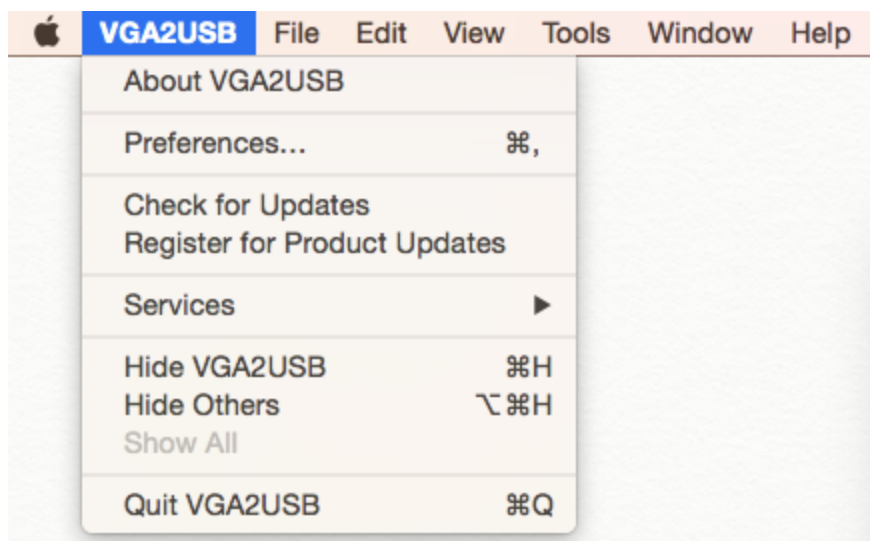 VGA2USB File Edit View Tools Window Help
About VGA2USB
Preferences... ⌘,
Check for Updates
Register for Product Updates
Services ▶
Hide VGA2USB ⌘H
Hide Others ⌥⌘H
Show All
Quit VGA2USB ⌘Q